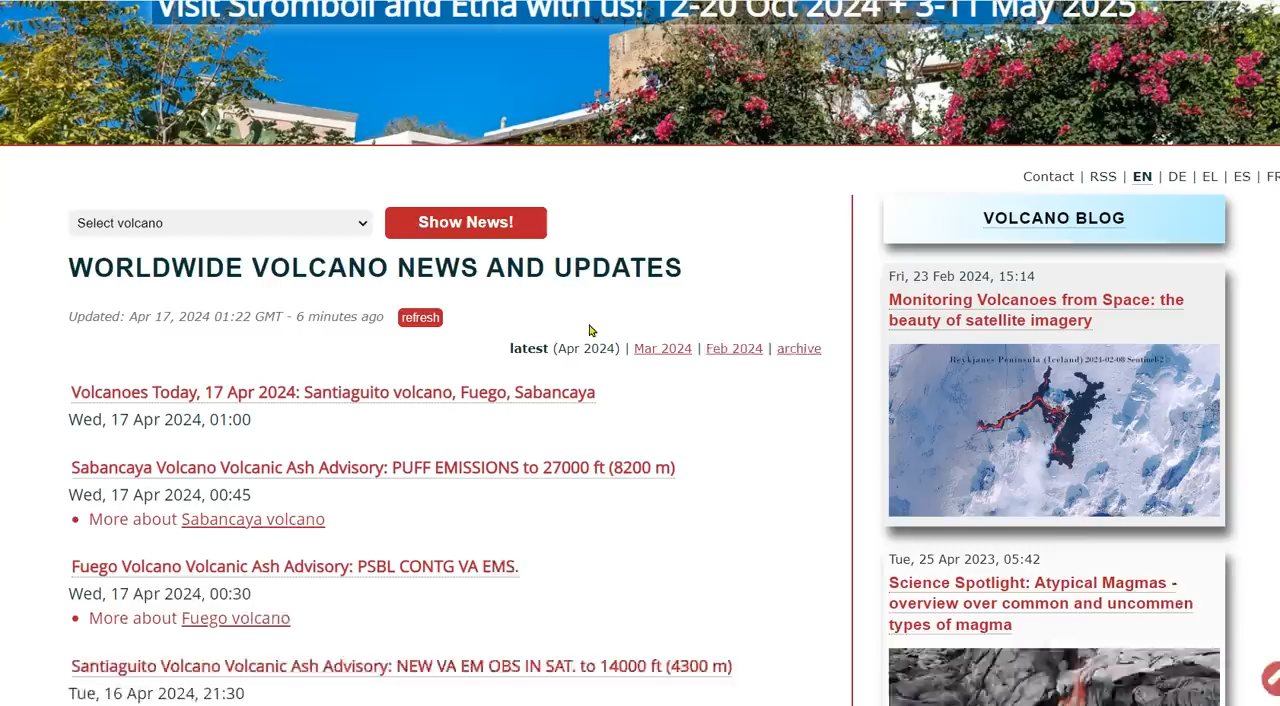 Visit Stromboli and Etna with us! 12-20 Oct 2024 + 3-11 May 2025
Contact | RSS | EN | DE | EL | ES | FR
Select volcano
Show News!
WORLDWIDE VOLCANO NEWS AND UPDATES
Updated: Apr 17, 2024 01:22 GMT - 6 minutes ago
refresh
latest (Apr 2024) | Mar 2024 | Feb 2024 | archive
Volcanoes Today, 17 Apr 2024: Santiaguito volcano, Fuego, Sabancaya
Wed, 17 Apr 2024, 01:00
Sabancaya Volcano Volcanic Ash Advisory: PUFF EMISSIONS to 27000 ft (8200 m)
Wed, 17 Apr 2024, 00:45
• More about Sabancaya volcano
Fuego Volcano Volcanic Ash Advisory: PSBL CONTG VA EMS.
Wed, 17 Apr 2024, 00:30
• More about Fuego volcano
Santiaguito Volcano Volcanic Ash Advisory: NEW VA EM OBS IN SAT. to 14000 ft (4300 m)
Tue, 16 Apr 2024, 21:30
VOLCANO BLOG
Fri, 23 Feb 2024, 15:14
Monitoring Volcanoes from Space: the
beauty of satellite imagery
Reykjanes Peninsula (Iceland) 2024-02-08 Sentinel2
Tue, 25 Apr 2023, 05:42
Science Spotlight: Atypical Magmas -
overview over common and uncommen
types of magma